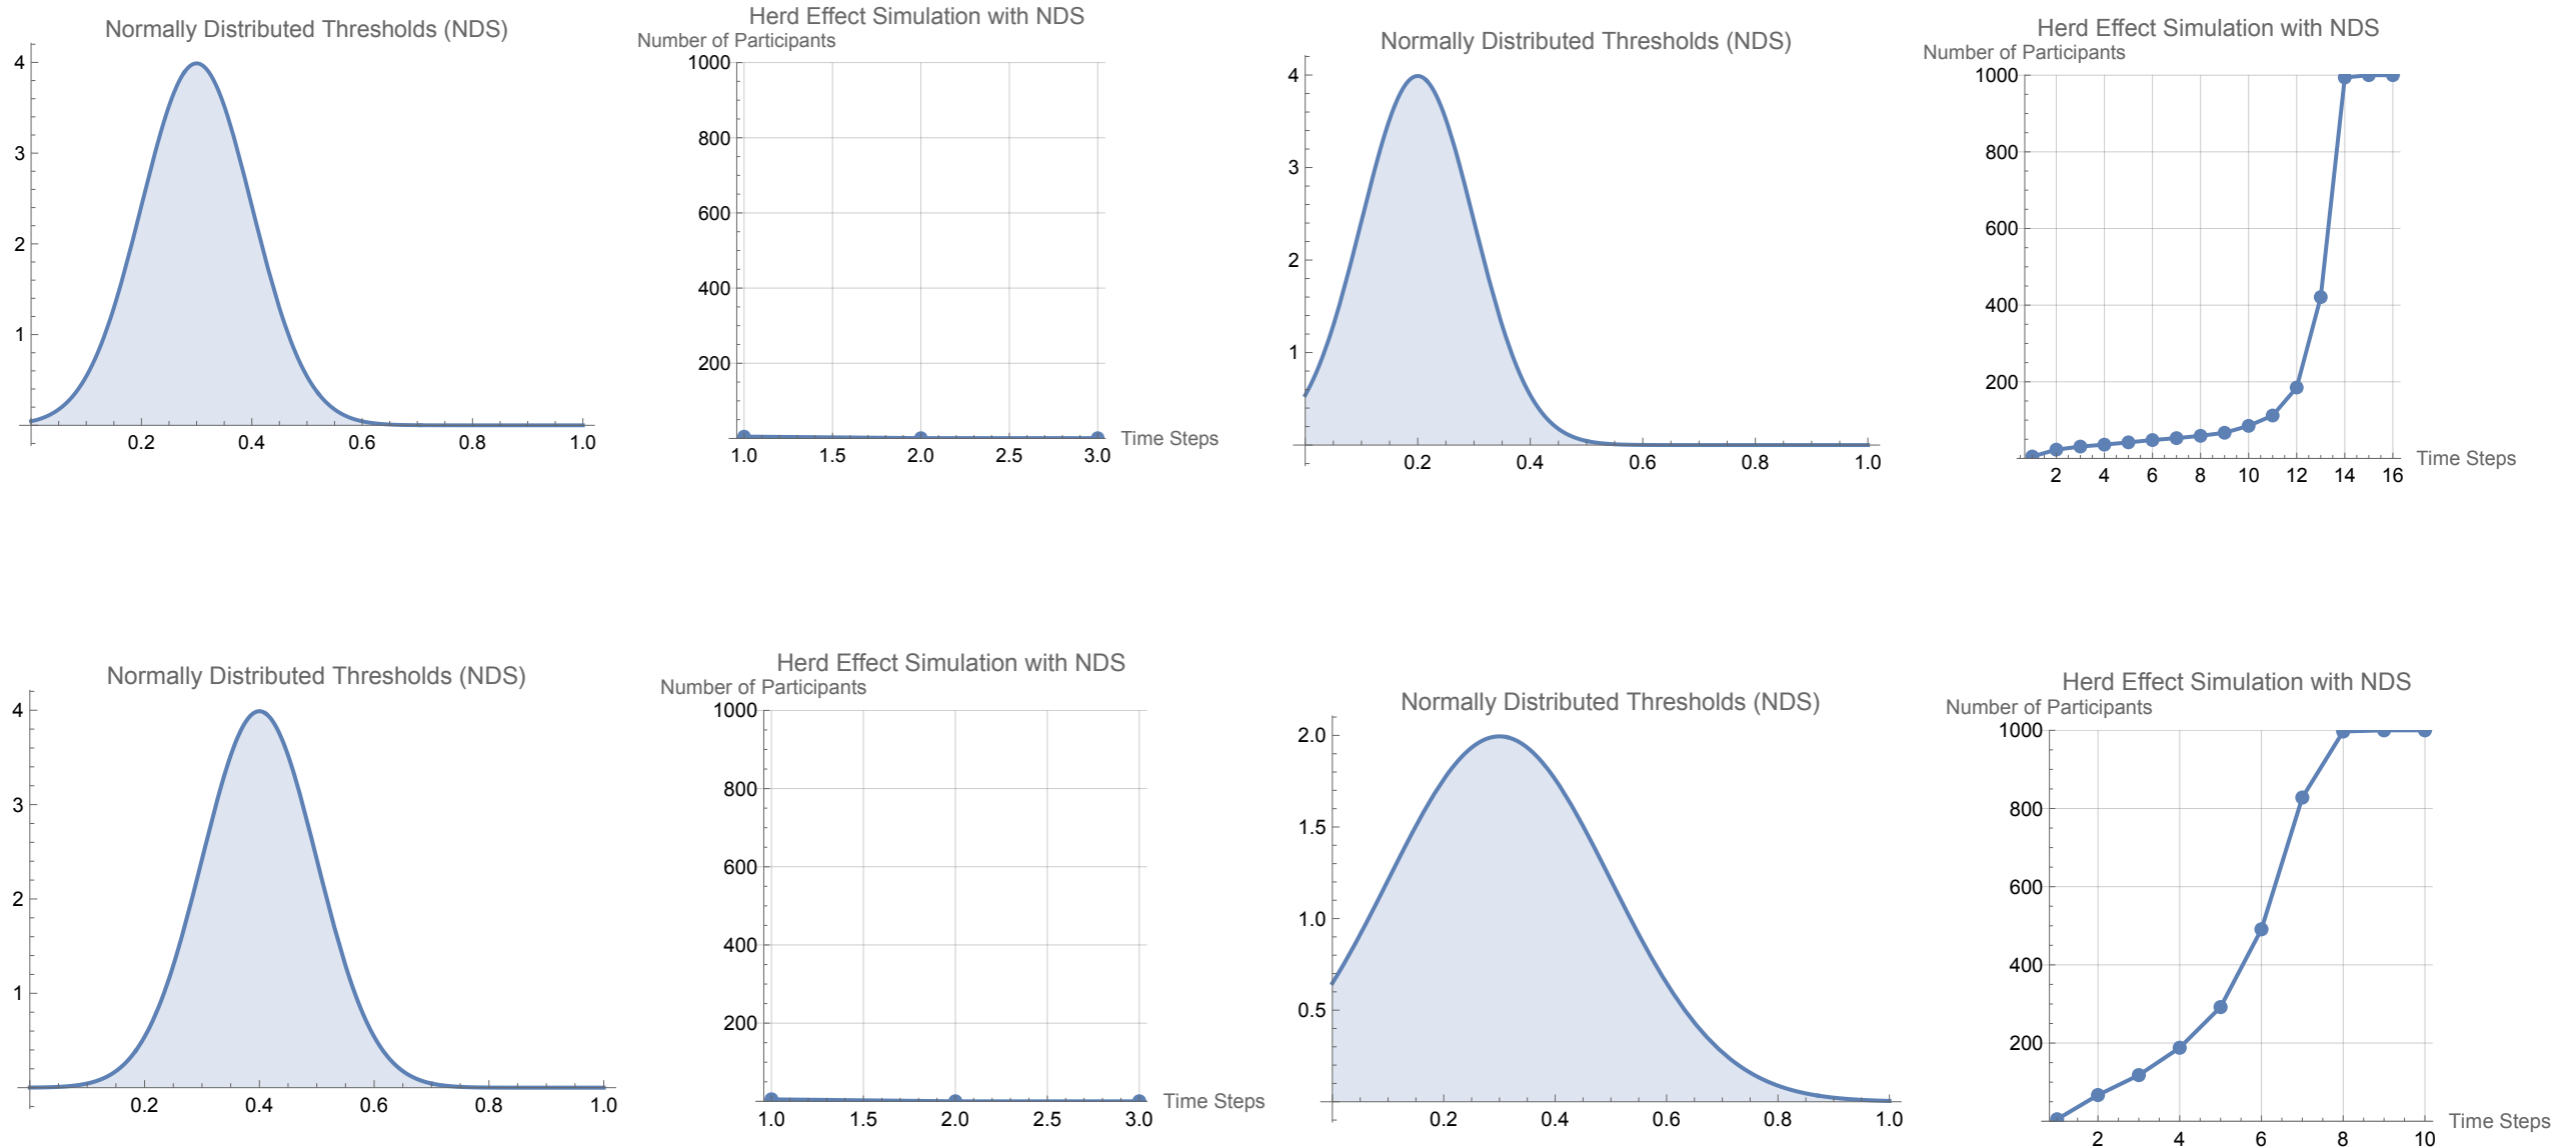 Normally Distributed Thresholds (NDS)
4
3
2
1
0.2 0.4 0.6 0.8 1.0
Herd Effect Simulation with NDS
Number of Participants
1000
800
600
400
200
1.0 1.5 2.0 2.5 3.0
Time Steps
Normally Distributed Thresholds (NDS)
4
3
2
1
0.2 0.4 0.6 0.8 1.0
Herd Effect Simulation with NDS
Number of Participants
1000
800
600
400
200
2 4 6 8 10 12 14 16
Time Steps
Normally Distributed Thresholds (NDS)
4
3
2
1
0.2 0.4 0.6 0.8 1.0
Herd Effect Simulation with NDS
Number of Participants
1000
800
600
400
200
1.0 1.5 2.0 2.5 3.0
Time Steps
Normally Distributed Thresholds (NDS)
2.0
1.5
1.0
0.5
0.2 0.4 0.6 0.8 1.0
Herd Effect Simulation with NDS
Number of Participants
1000
800
600
400
200
2 4 6 8 10
Time Steps